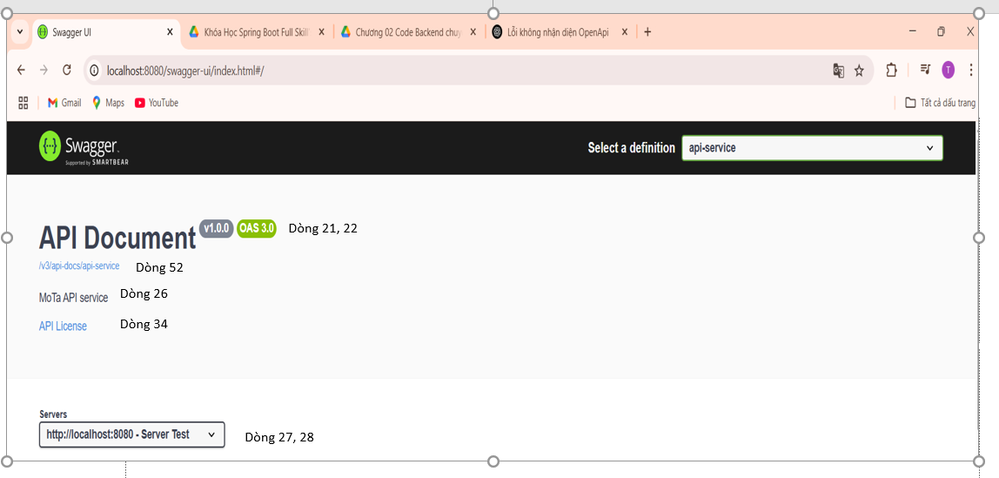 Swagger UI
Khóa Học Spring Boot Full Skill
Chương 02 Code Backend chuy
Lỗi không nhận diện OpenApi
localhost:8080/swagger-ui/index.html#/
T
Gmail
Maps
YouTube
Tất cả dấu trang
Swagger.
Supported by SMARTBEAR
Select a definition
api-service
API Document v1.0.0 OAS 3.0 Dòng 21, 22
/v3/api-docs/api-service Dòng 52
MoTa API service Dòng 26
API License Dòng 34
Servers
http://localhost:8080 - Server Test Dòng 27, 28